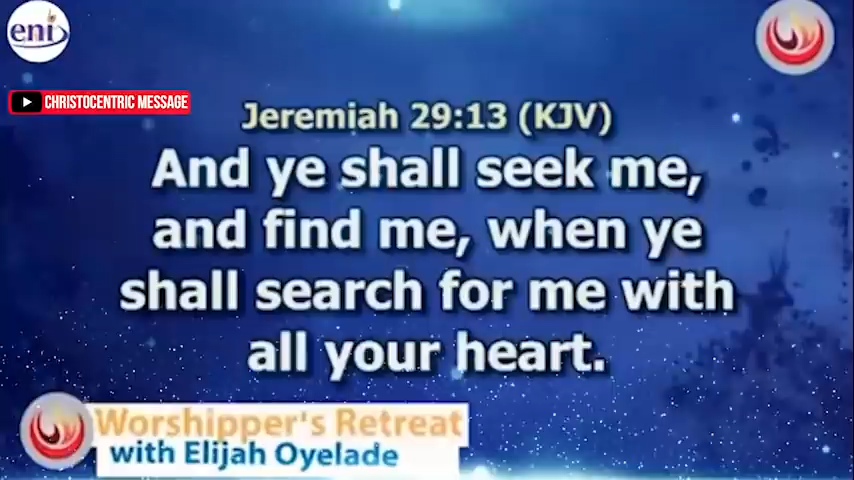 eni
CHRISTOCENTRIC MESSAGE
Jeremiah 29:13 (KJV)
And ye shall seek me,
and find me, when ye
shall search for me with
all your heart.
Worshipper's Retreat
with Elijah Oyelade